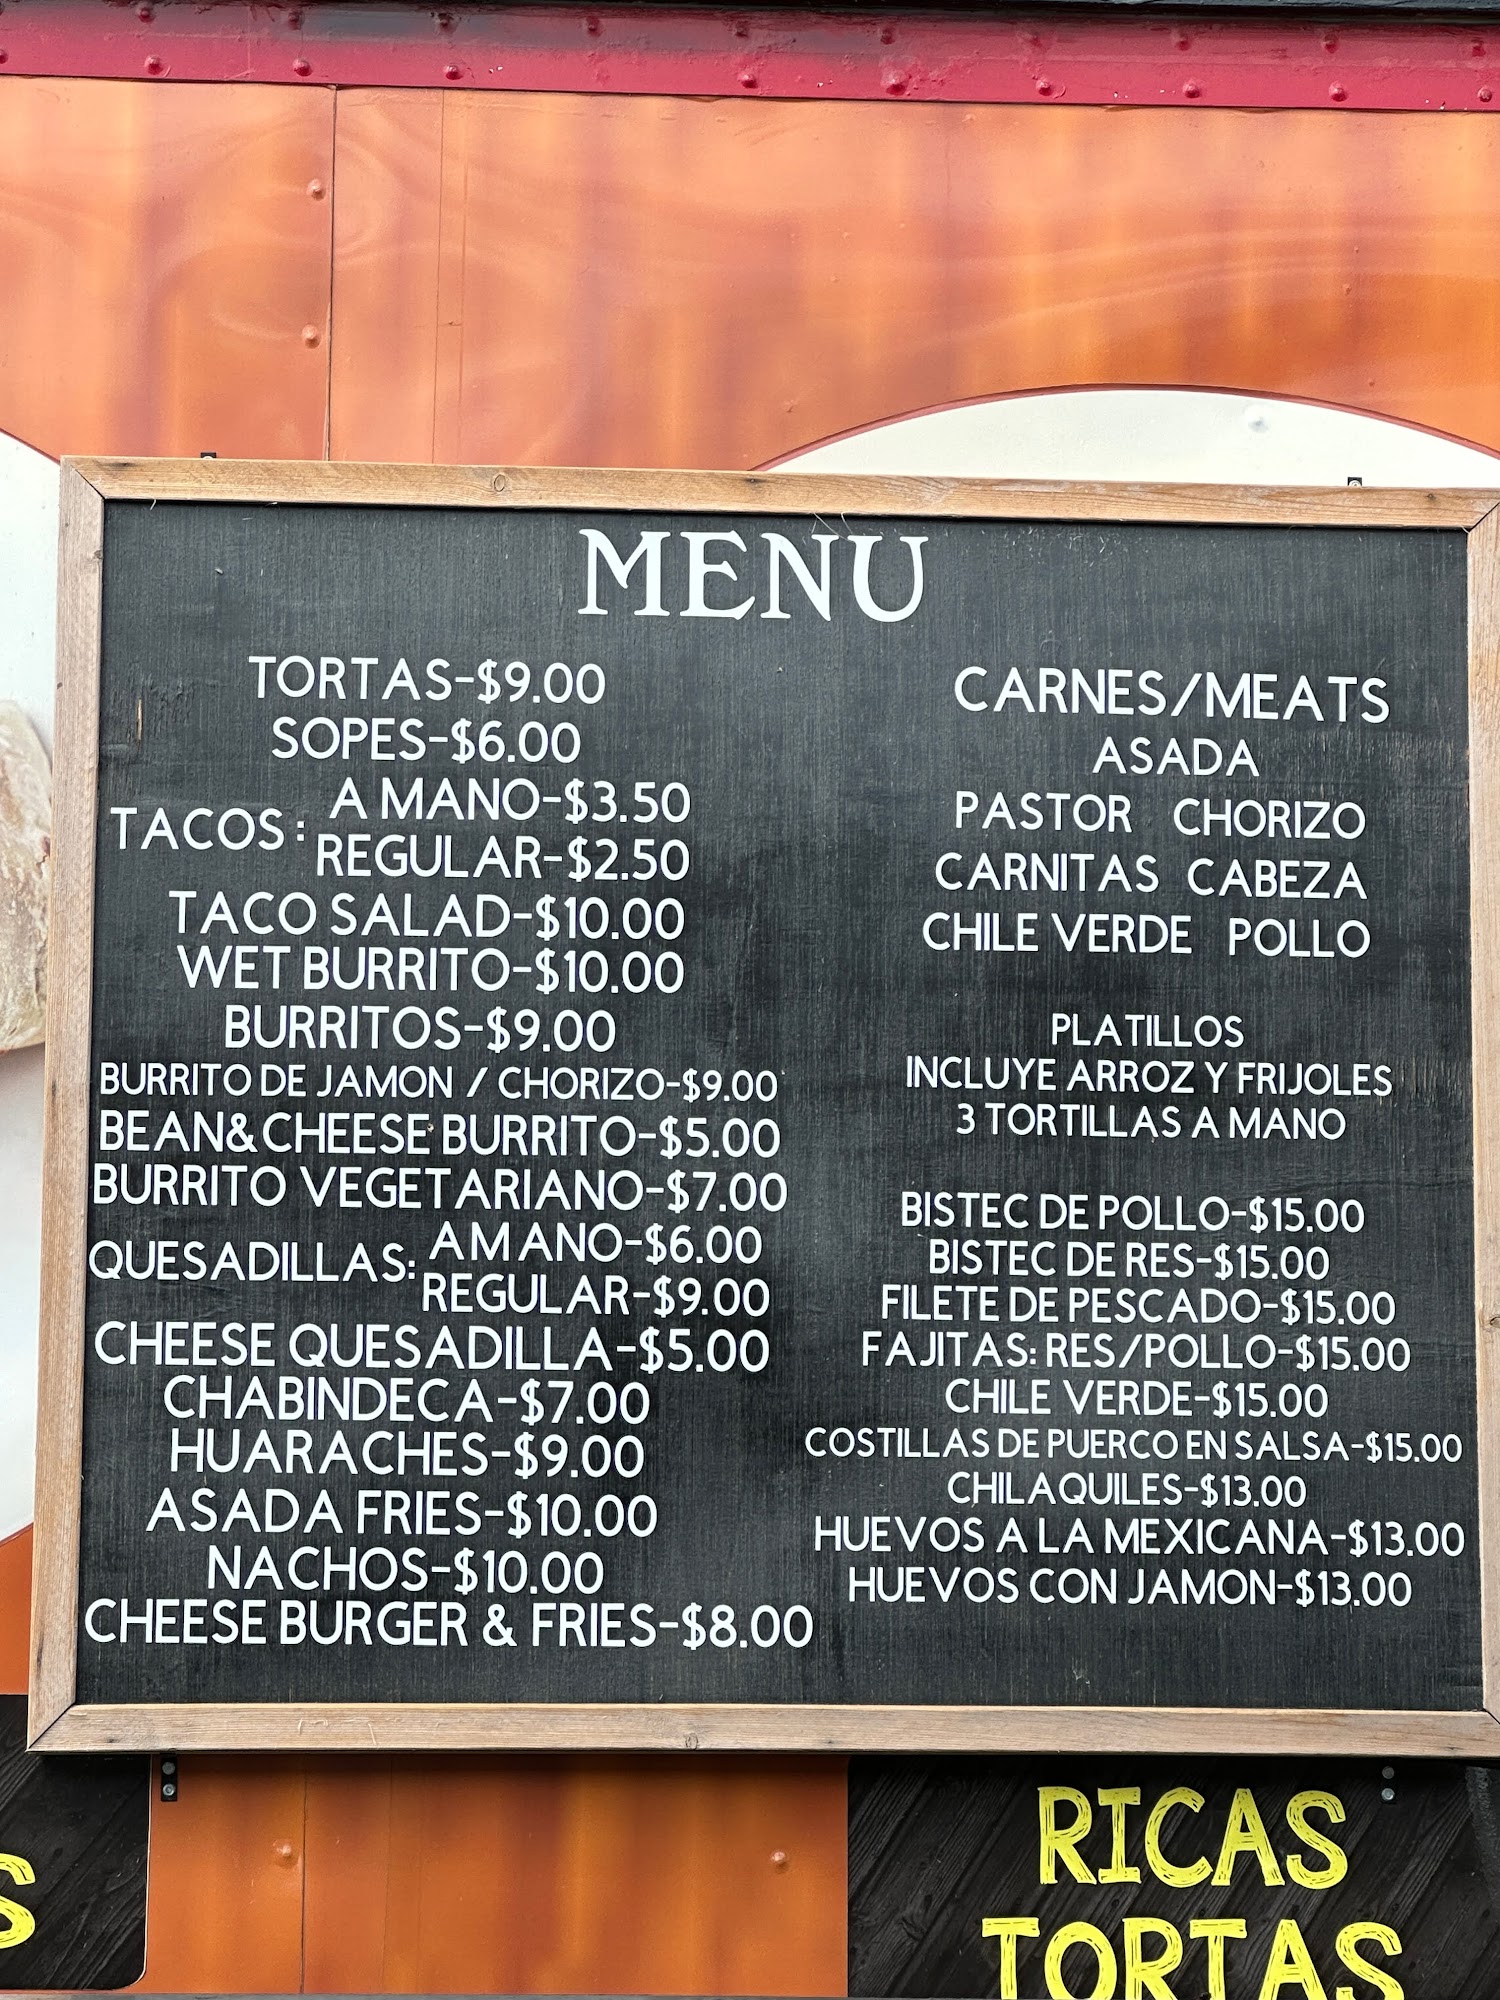 MENU
TORTAS-$9.00
SOPES-$6.00
TACOS: A MANO-$3.50
REGULAR-$2.50
TACO SALAD-$10.00
WET BURRITO-$10.00
BURRITOS-$9.00
BURRITO DE JAMON / CHORIZO-$9.00
BEAN&CHEESE BURRITO-$5.00
BURRITO VEGETARIANO-$7.00
QUESADILLAS: A MANO-$6.00
REGULAR-$9.00
CHEESE QUESADILLA-$5.00
CHABINDECA-$7.00
HUARACHES-$9.00
ASADA FRIES-$10.00
NACHOS-$10.00
CHEESE BURGER & FRIES-$8.00
CARNES/MEATS
ASADA
PASTOR CHORIZO
CARNITAS CABEZA
CHILE VERDE POLLO
PLATILLOS
INCLUYE ARROZ Y FRIJOLES
3 TORTILLAS A MANO
BISTEC DE POLLO-$15.00
BISTEC DE RES-$15.00
FILETE DE PESCADO-$15.00
FAJITAS: RES/POLLO-$15.00
CHILE VERDE-$15.00
COSTILLAS DE PUERCO EN SALSA-$15.00
CHILAQUILES-$13.00
HUEVOS A LA MEXICANA-$13.00
HUEVOS CON JAMON-$13.00
RICAS
TORTAS